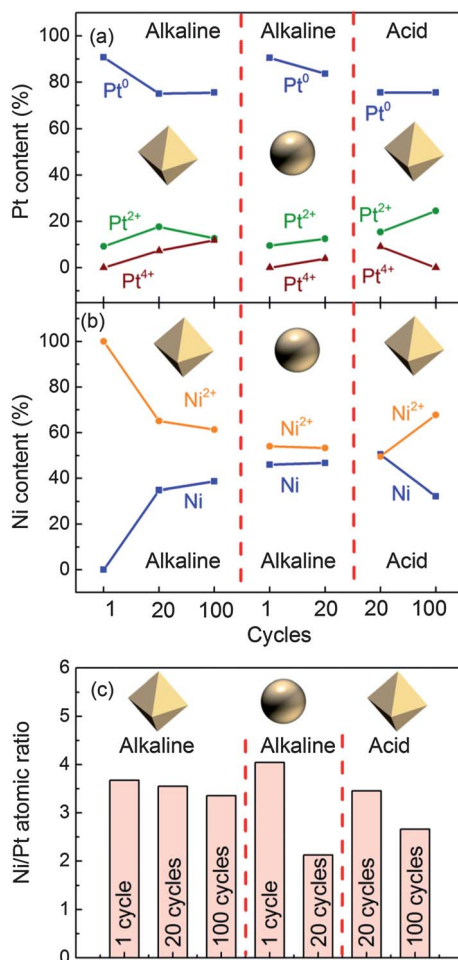 (a) Alkaline Alkaline Acid
Pt content (%)
100
80
60
40
20
0
Pt⁰ Pt⁰ Pt⁰
Pt²⁺ Pt²⁺ Pt²⁺
Pt⁴⁺ Pt⁴⁺ Pt⁴⁺
(b)
Ni content (%)
100
80
60
40
20
0
Ni²⁺ Ni²⁺ Ni²⁺
Ni Ni Ni
Alkaline Alkaline Acid
1 20 100 1 20 20 100
Cycles
(c)
Ni/Pt atomic ratio
6
5
4
3
2
1
0
Alkaline Alkaline Acid
1 cycle
20 cycles
100 cycles
1 cycle
20 cycles
20 cycles
100 cycles